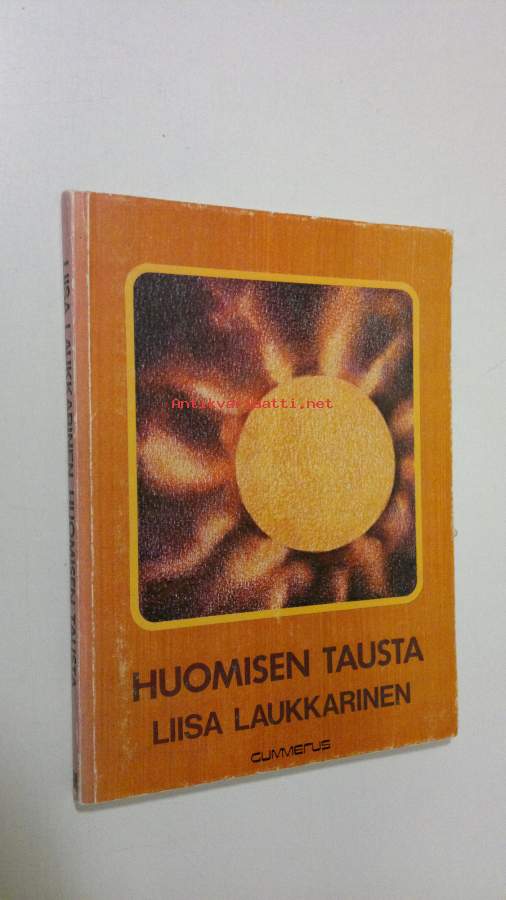 LIISA LAUKKARINEN HUOMISEN TAUSTA
Antikvariaatti.net
HUOMISEN TAUSTA
LIISA LAUKKARINEN
GUMMERUS